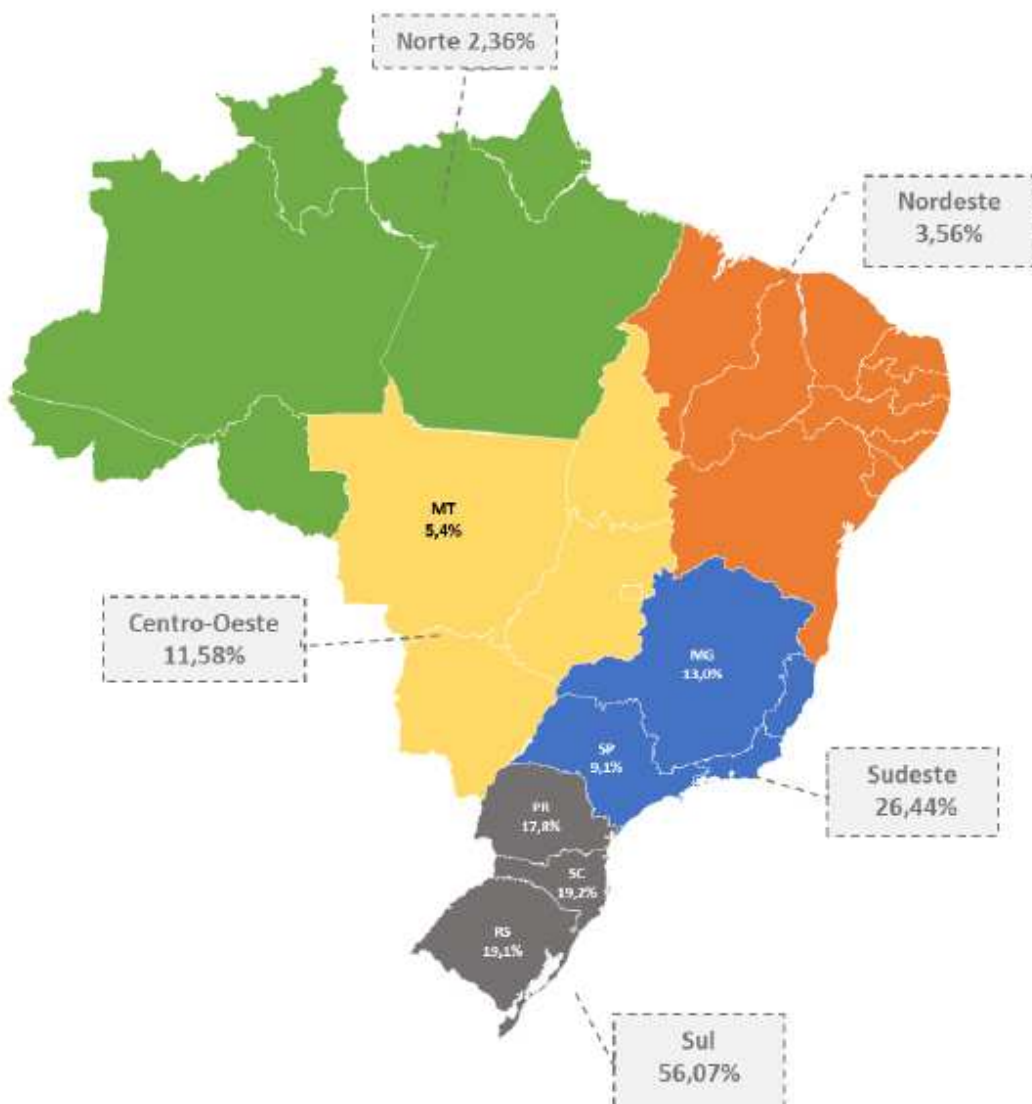 Norte 2,36%
Nordeste
3,56%
MT
5,4%
Centro-Oeste
11,58%
MG
13,0%
SP
9,1%
Sudeste
26,44%
PR
17,8%
SC
19,2%
RS
19,1%
Sul
56,07%